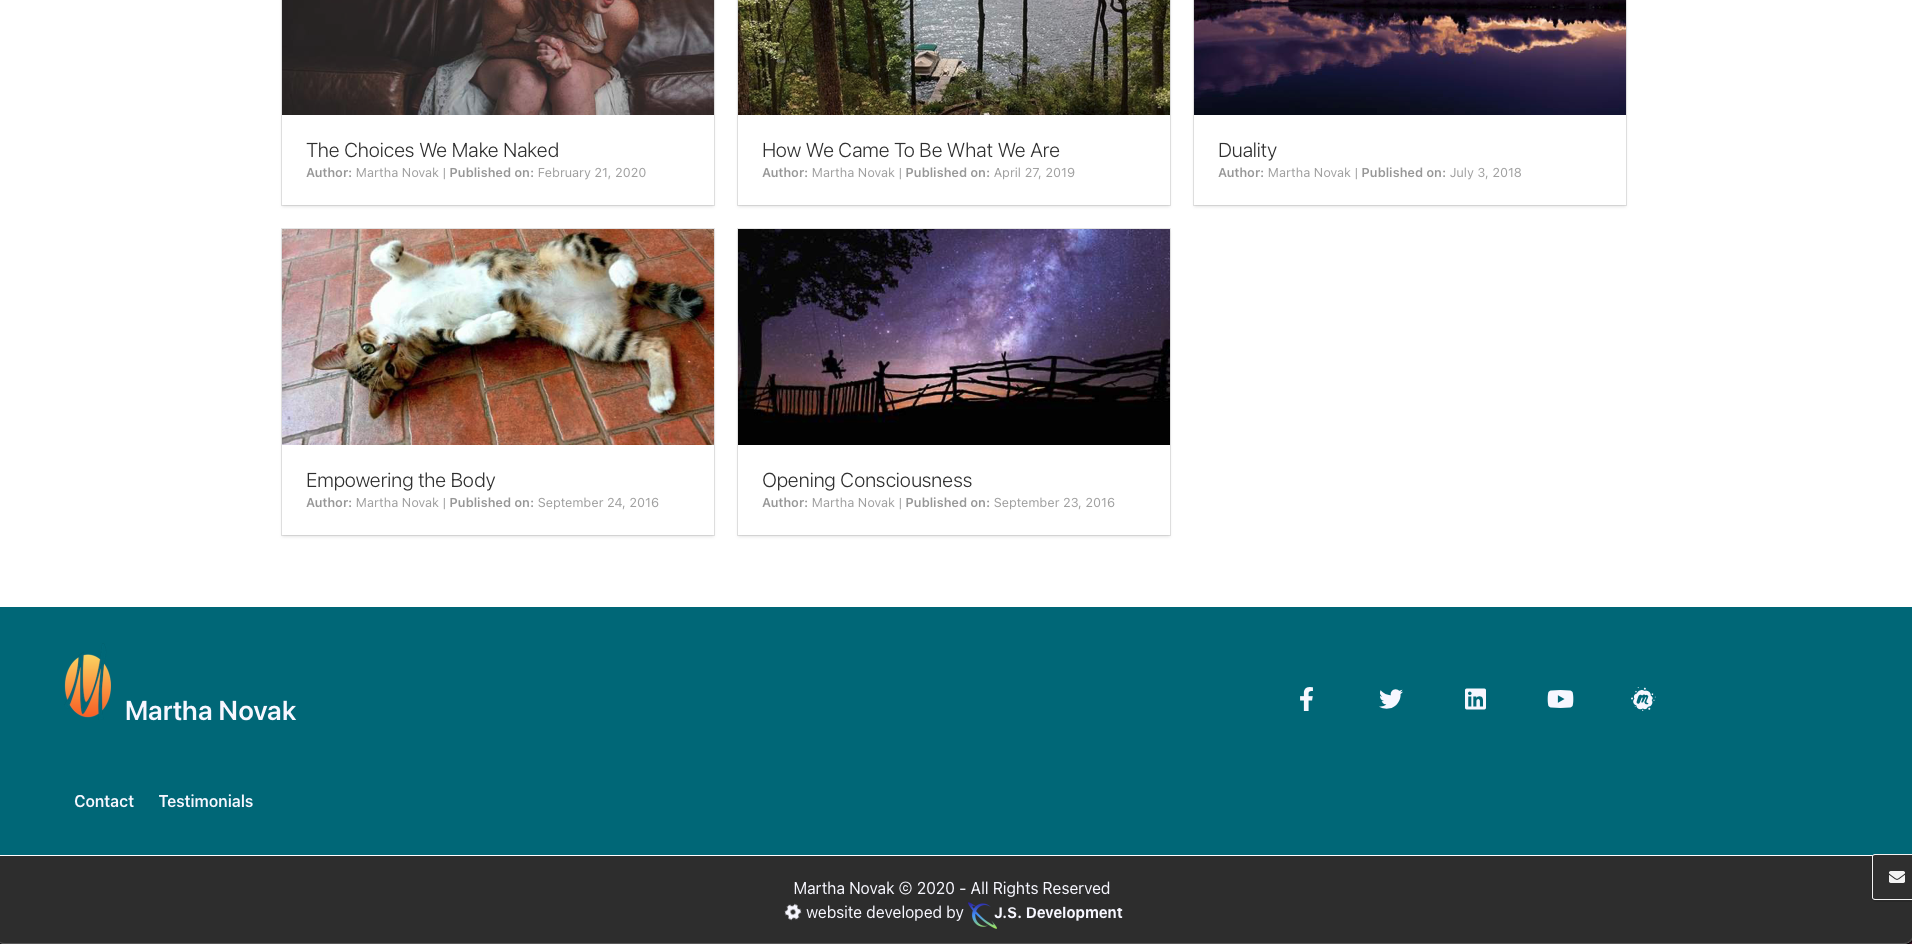 The Choices We Make Naked
Author: Martha Novak | Published on: February 21, 2020
How We Came To Be What We Are
Author: Martha Novak | Published on: April 27, 2019
Duality
Author: Martha Novak | Published on: July 3, 2018
Empowering the Body
Author: Martha Novak | Published on: September 24, 2016
Opening Consciousness
Author: Martha Novak | Published on: September 23, 2016
Martha Novak
Contact Testimonials
Martha Novak © 2020 - All Rights Reserved
website developed by J.S. Development